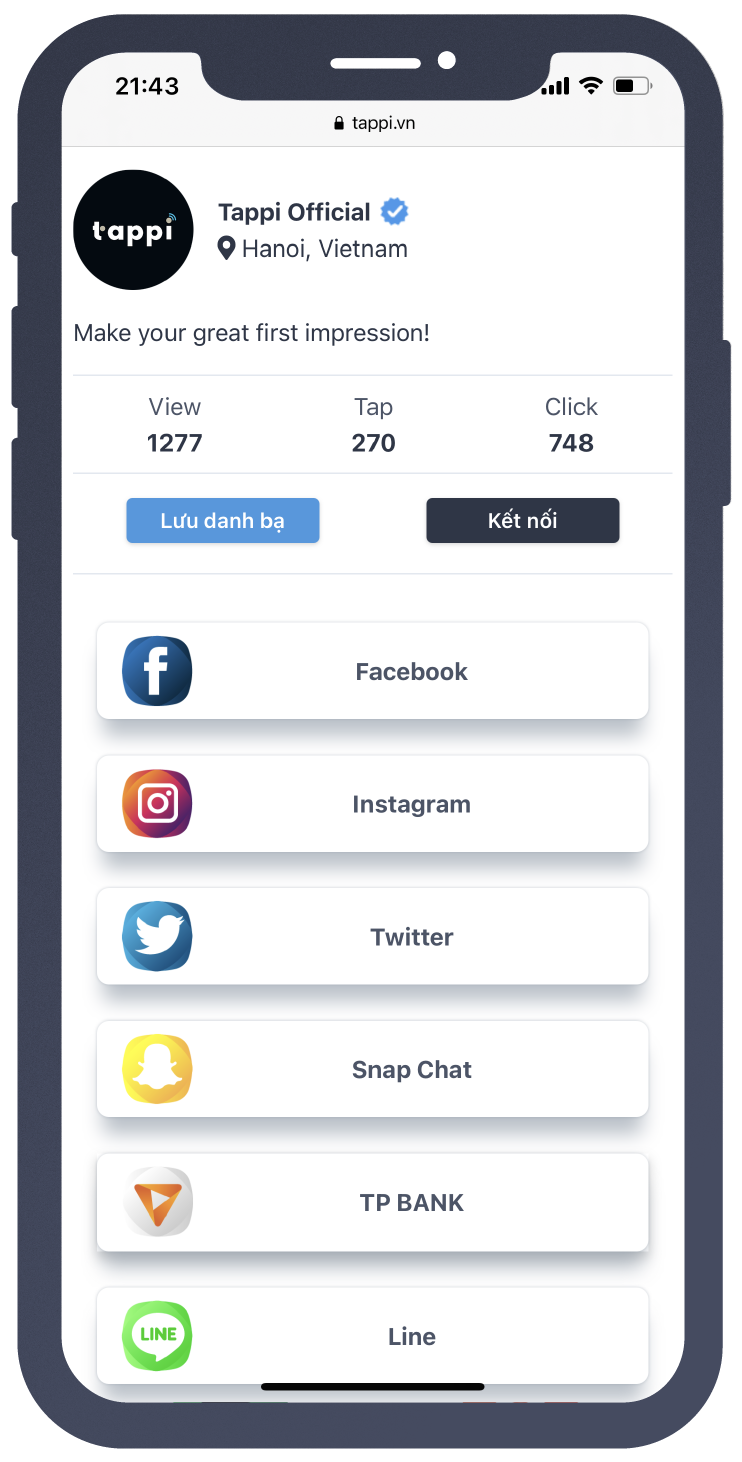 21:43
tappi.vn
tappi
Tappi Official
Hanoi, Vietnam
Make your great first impression!
View Tap Click
1277 270 748
Lưu danh bạ Kết nối
Facebook
Instagram
Twitter
Snap Chat
TP BANK
LINE Line